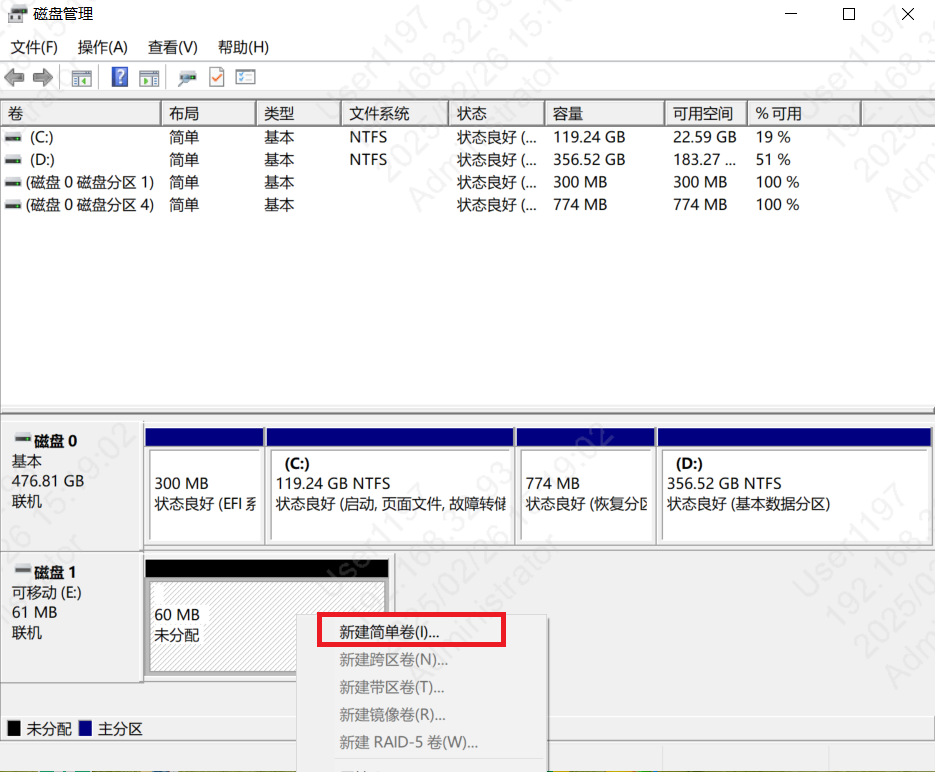 磁盘管理
文件(F) 操作(A) 查看(V) 帮助(H)
卷 布局 类型 文件系统 状态 容量 可用空间 % 可用
(C:) 简单 基本 NTFS 状态良好 (... 119.24 GB 22.59 GB 19 %
(D:) 简单 基本 NTFS 状态良好 (... 356.52 GB 183.27 ... 51 %
(磁盘 0 磁盘分区 1) 简单 基本 状态良好 (... 300 MB 300 MB 100 %
(磁盘 0 磁盘分区 4) 简单 基本 状态良好 (... 774 MB 774 MB 100 %
磁盘 0
基本
476.81 GB
联机
300 MB
状态良好 (EFI 系
(C:)
119.24 GB NTFS
状态良好 (启动, 页面文件, 故障转储
774 MB
状态良好 (恢复分区
(D:)
356.52 GB NTFS
状态良好 (基本数据分区)
磁盘 1
可移动 (E:)
61 MB
联机
60 MB
未分配
新建简单卷(I)...
新建跨区卷(N)...
新建带区卷(T)...
新建镜像卷(R)...
新建 RAID-5 卷(W)...
未分配 主分区
User1197
192.168.32.93
2025/02/26 15:19:02
Administrator